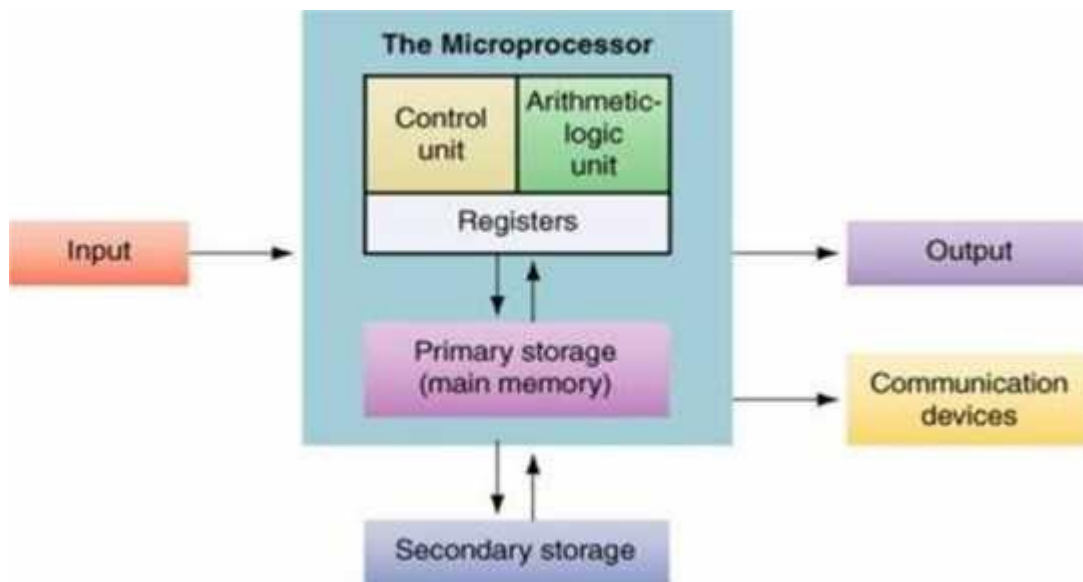 The Microprocessor
Control
unit
Arithmetic-
logic
unit
Registers
Input
Output
Primary storage
(main memory)
Communication
devices
Secondary storage